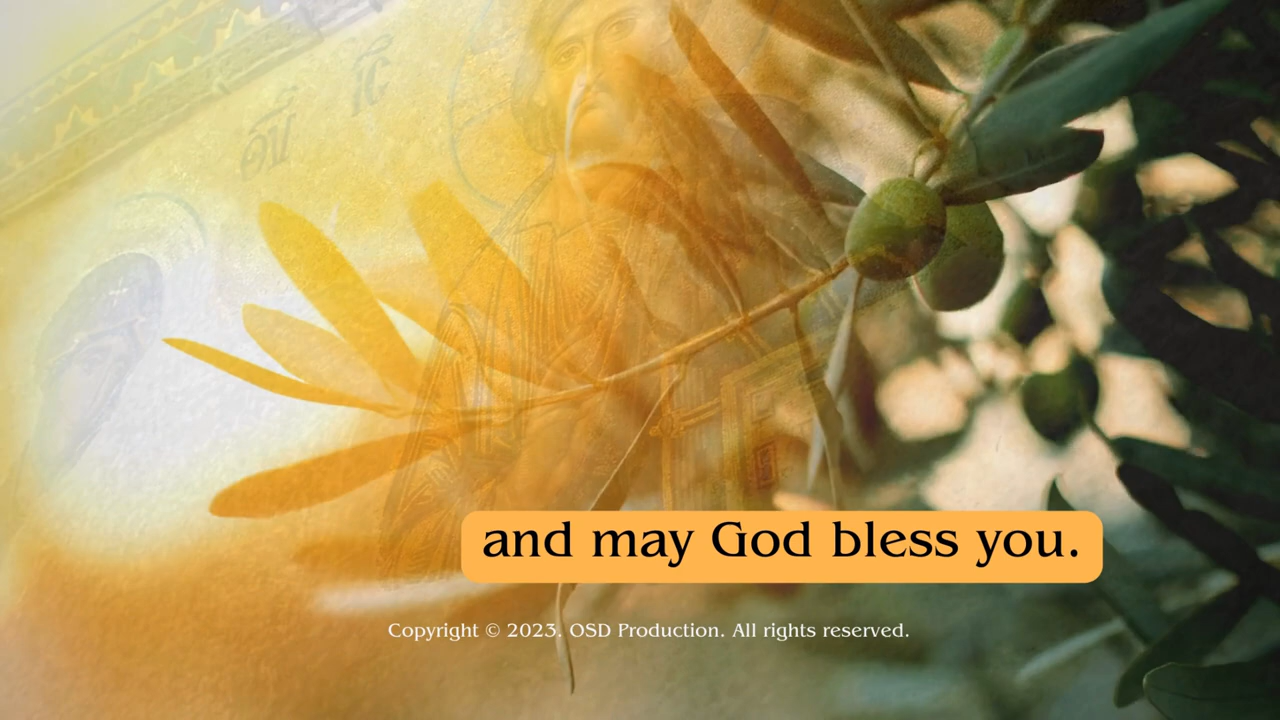 and may God bless you.
Copyright © 2023. OSD Production. All rights reserved.